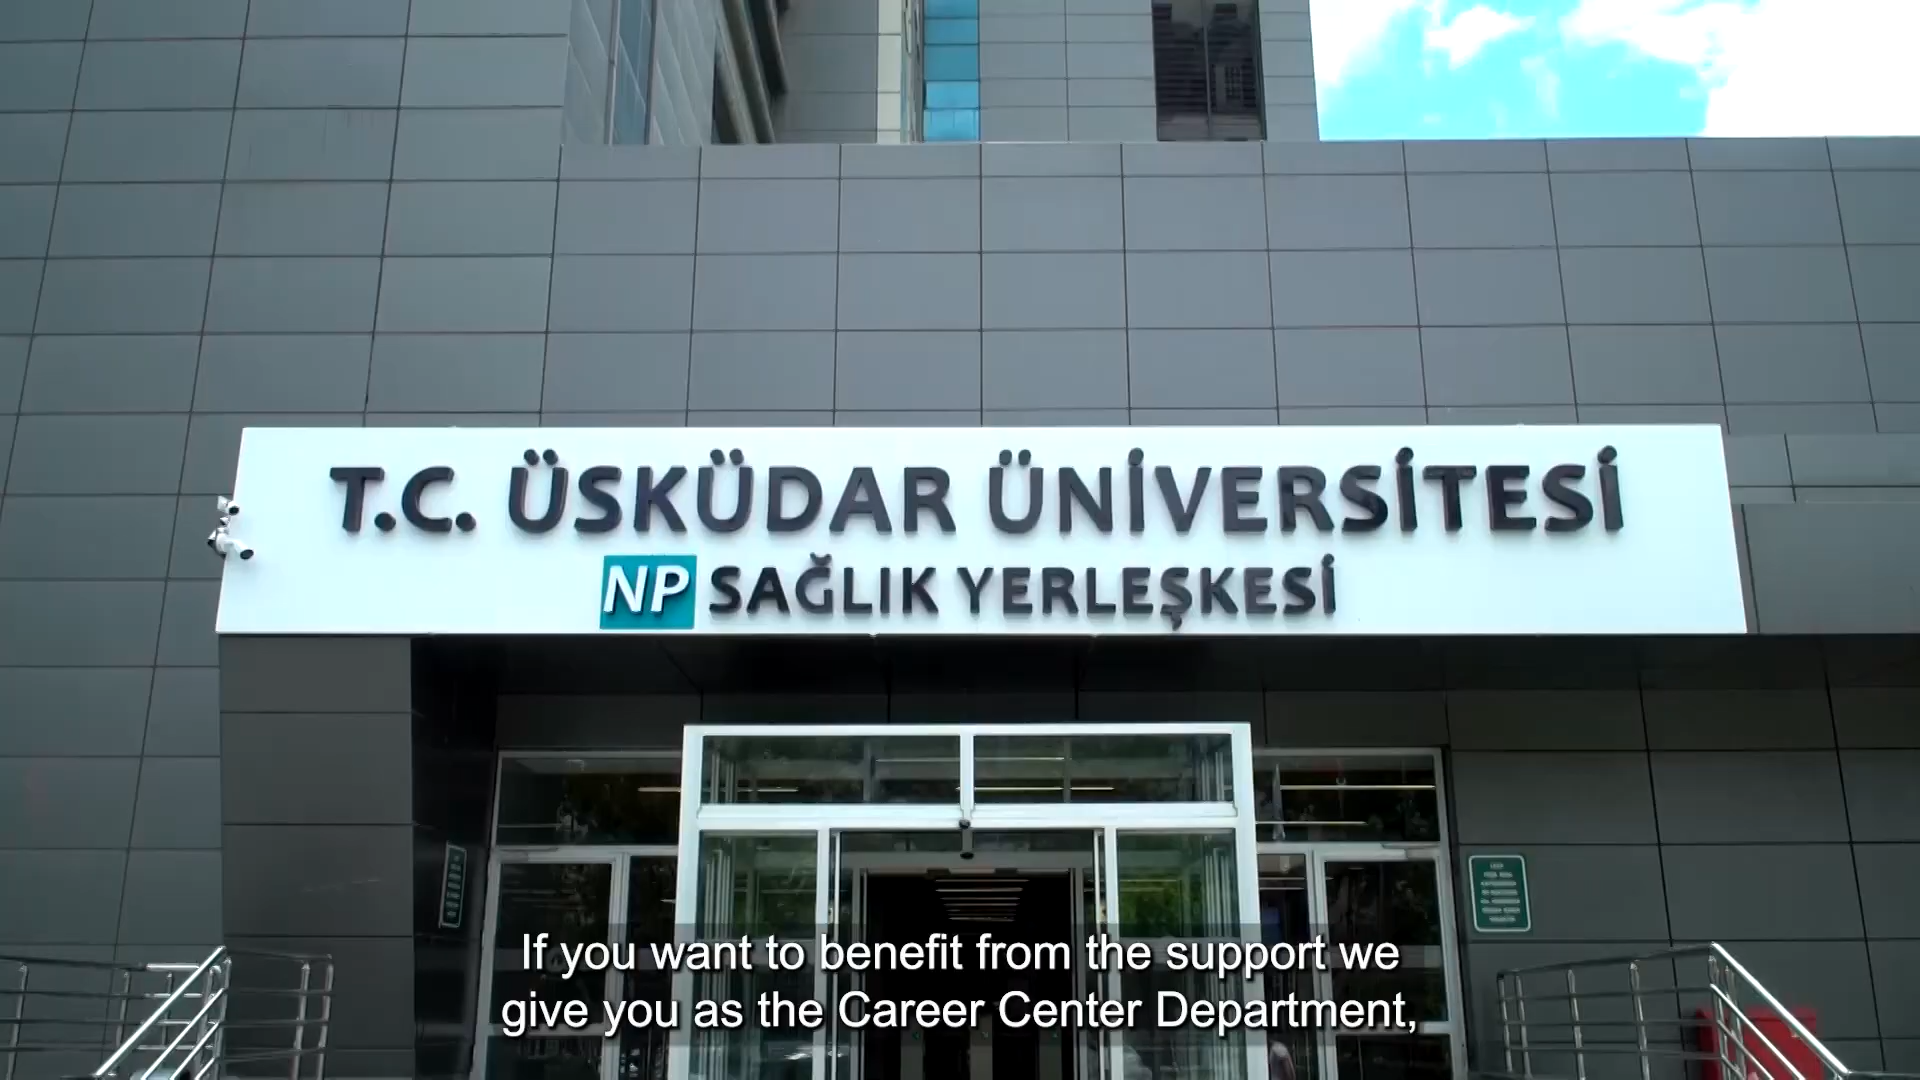 T.C. ÜSKÜDAR ÜNİVERSİTESİ
NP SAĞLIK YERLEŞKESİ
If you want to benefit from the support we
give you as the Career Center Department,